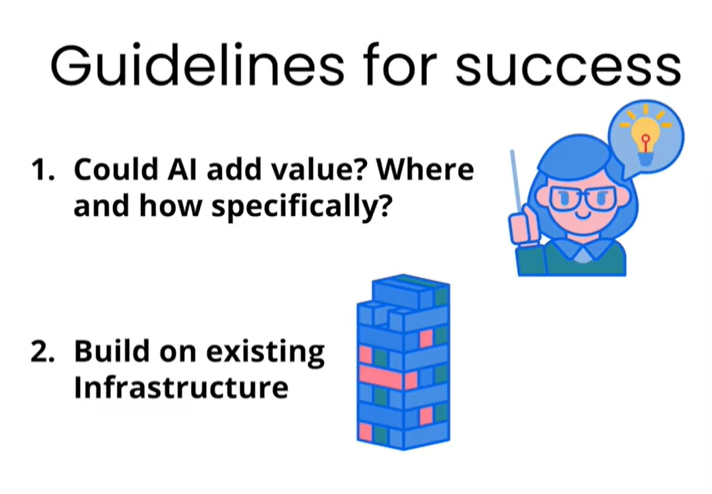 Guidelines for success
1. Could AI add value? Where
and how specifically?
2. Build on existing
Infrastructure